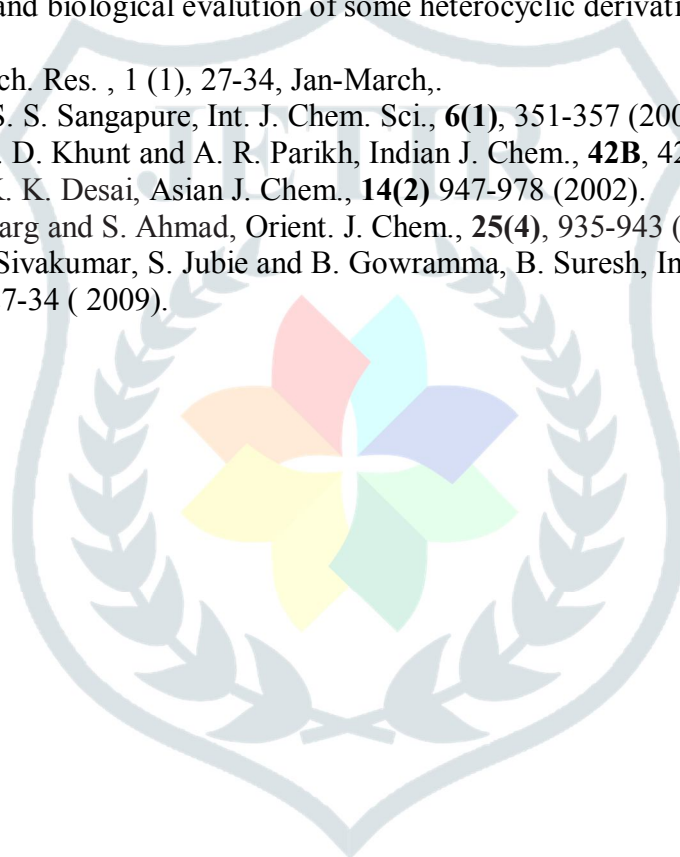 and biological evalution of some heterocyclic derivati
ch. Res. , 1 (1), 27-34, Jan-March,.
S. S. Sangapure, Int. J. Chem. Sci., 6(1), 351-357 (200
. D. Khunt and A. R. Parikh, Indian J. Chem., 42B, 42
K. K. Desai, Asian J. Chem., 14(2) 947-978 (2002).
arg and S. Ahmad, Orient. J. Chem., 25(4), 935-943 (
Sivakumar, S. Jubie and B. Gowramma, B. Suresh, In
7-34 ( 2009).
JETIR